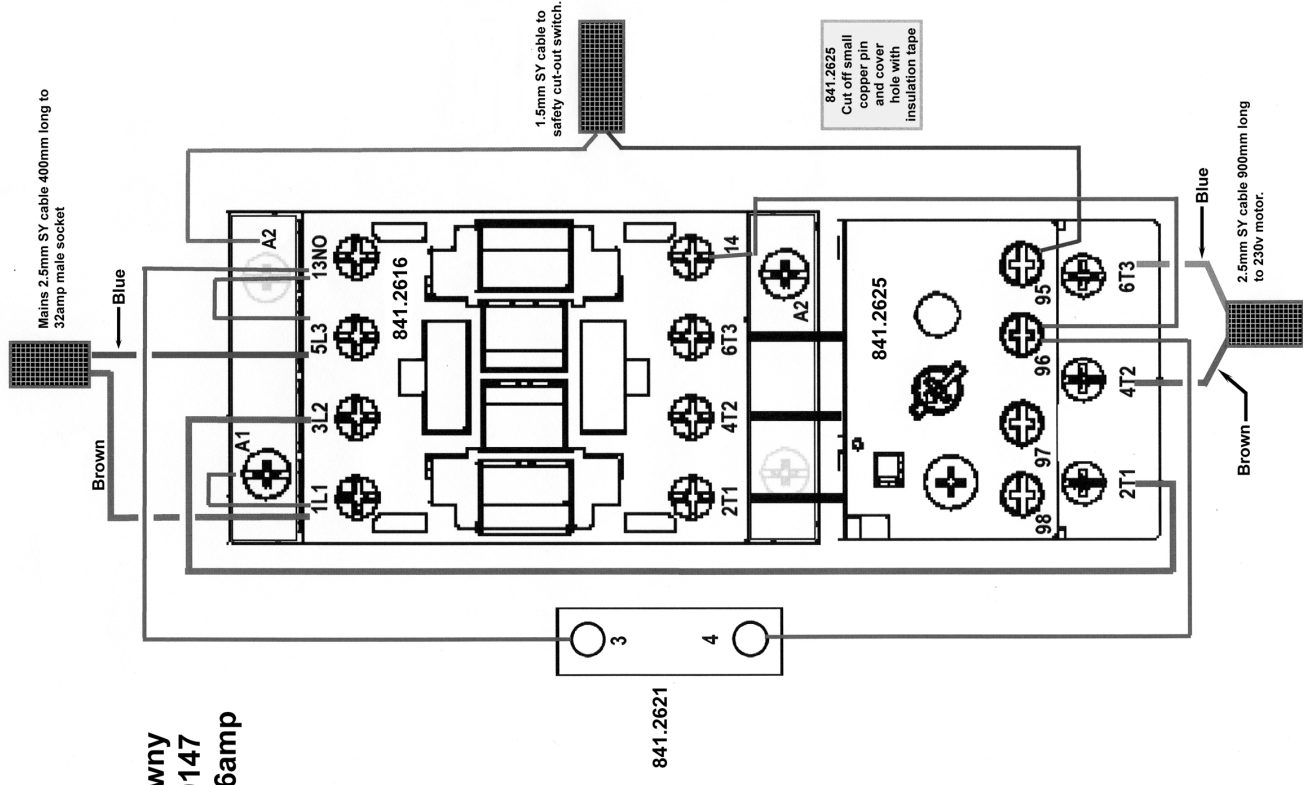 Mains 2.5mm SY cable 400mm long to
32amp male socket
Blue
Brown
1.5mm SY cable to
safety cut-out switch.
841.2625
Cut off small
copper pin
and cover
hole with
insulation tape
A2
A1
13NO
5L3
3L2
1L1
841.2616
14
6T3
4T2
2T1
A2
841.2625
95
96
97
98
6T3
4T2
2T1
Blue
Brown
2.5mm SY cable 900mm long
to 230v motor.
3
4
841.2621
wny
147
6amp